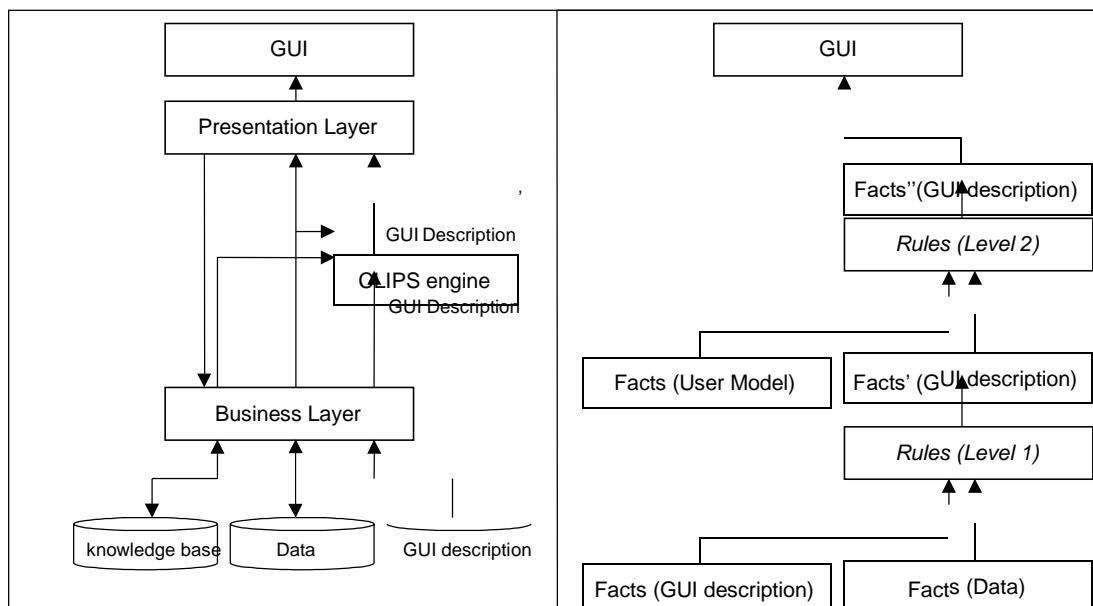 GUI
Presentation Layer
’
GUI Description
CLIPS engine
GUI Description
Business Layer
knowledge base
Data
GUI description
GUI
Facts''(GUI description)
Rules (Level 2)
Facts (User Model)
Facts’ (GUI description)
Rules (Level 1)
Facts (GUI description)
Facts (Data)